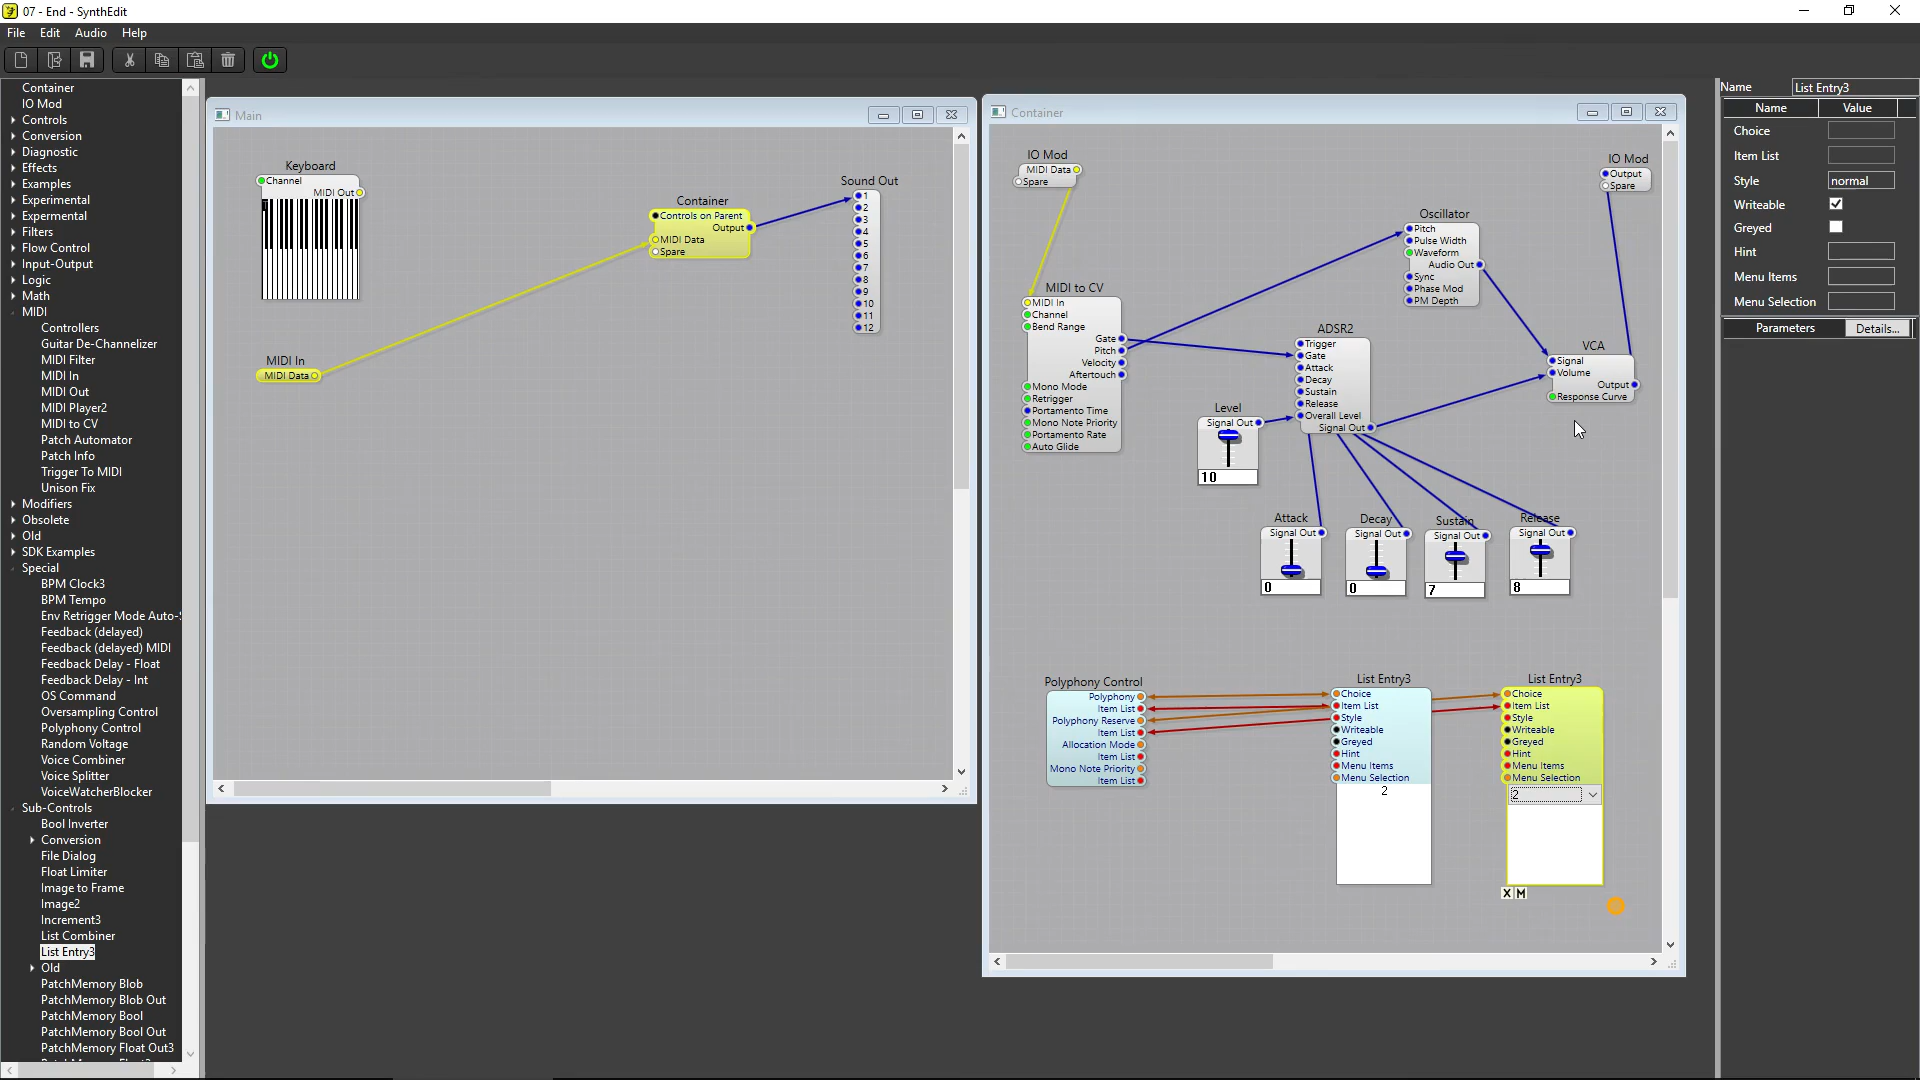 07 - End - SynthEdit
File Edit Audio Help
Container
IO Mod
Controls
Conversion
Diagnostic
Effects
Examples
Experimental
Expermental
Filters
Flow Control
Input-Output
Logic
Math
MIDI
Controllers
Guitar De-Channelizer
MIDI Filter
MIDI In
MIDI Out
MIDI Player2
MIDI to CV
Patch Automator
Patch Info
Trigger To MIDI
Unison Fix
Modifiers
Obsolete
Old
SDK Examples
Special
BPM Clock3
BPM Tempo
Env Retrigger Mode Auto-
Feedback (delayed)
Feedback (delayed) MIDI
Feedback Delay - Float
Feedback Delay - Int
OS Command
Oversampling Control
Polyphony Control
Random Voltage
Voice Combiner
Voice Splitter
VoiceWatcherBlocker
Sub-Controls
Bool Inverter
Conversion
File Dialog
Float Limiter
Image to Frame
Image2
Increment3
List Combiner
List Entry3
Old
PatchMemory Blob
PatchMemory Blob Out
PatchMemory Bool
PatchMemory Bool Out
PatchMemory Float Out3
Main
Keyboard
Channel
MIDI Out
MIDI In
MIDI Data
Container
Controls on Parent
Output
MIDI Data
Spare
Sound Out
1
2
3
4
5
6
7
8
9
10
11
12
Container
IO Mod
MIDI Data
Spare
IO Mod
Output
Spare
MIDI to CV
MIDI In
Channel
Bend Range
Gate
Pitch
Velocity
Aftertouch
Mono Mode
Retrigger
Portamento Time
Mono Note Priority
Portamento Rate
Auto Glide
Oscillator
Pitch
Pulse Width
Waveform
Audio Out
Sync
Phase Mod
PM Depth
ADSR2
Trigger
Gate
Attack
Decay
Sustain
Release
Overall Level
Signal Out
VCA
Signal
Volume
Output
Response Curve
Level
Signal Out
10
Attack
Signal Out
0
Decay
Signal Out
0
Sustain
Signal Out
7
Release
Signal Out
8
Polyphony Control
Polyphony
Item List
Polyphony Reserve
Item List
Allocation Mode
Item List
Mono Note Priority
Item List
List Entry3
Choice
Item List
Style
Writeable
Greyed
Hint
Menu Items
Menu Selection
2
List Entry3
Choice
Item List
Style
Writeable
Greyed
Hint
Menu Items
Menu Selection
2
X M
Name List Entry3
Name Value
Choice
Item List
Style normal
Writeable
Greyed
Hint
Menu Items
Menu Selection
Parameters Details...